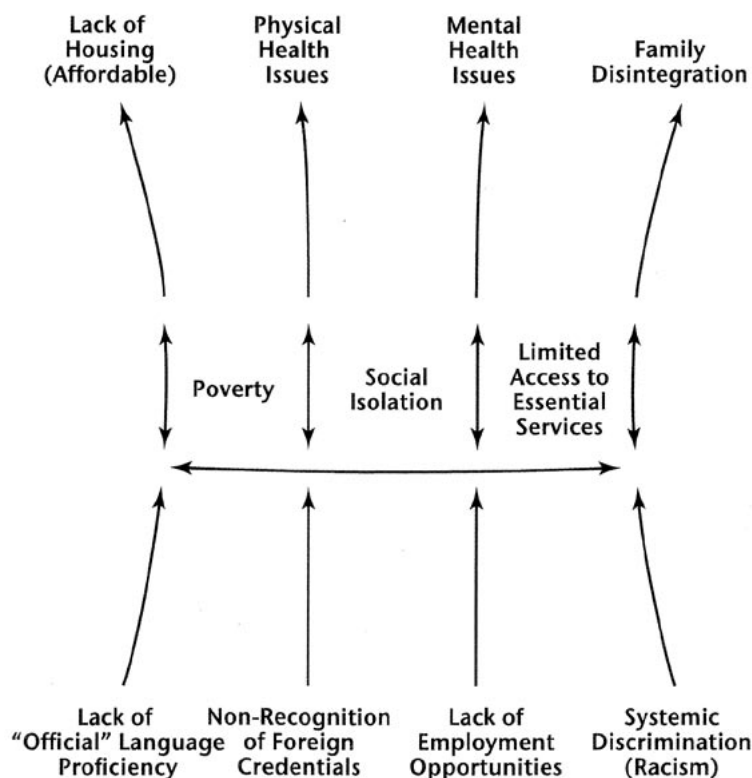 Lack of
Housing
(Affordable)
Physical
Health
Issues
Mental
Health
Issues
Family
Disintegration
Poverty
Social
Isolation
Limited
Access to
Essential
Services
Lack of
“Official” Language
Proficiency
Non-Recognition
of Foreign
Credentials
Lack of
Employment
Opportunities
Systemic
Discrimination
(Racism)